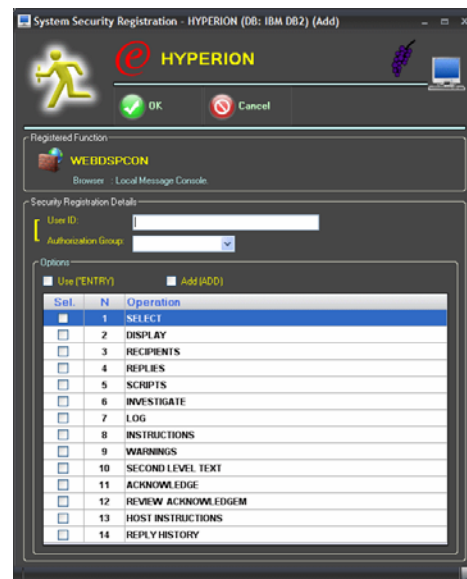 System Security Registration - HYPERION (DB: IBM DB2) (Add)
HYPERION
OK
Cancel
Registered Function
WEBDSPCON
Browser : Local Message Console.
Security Registration Details
User ID:
Authorization Group:
Options
Use (*ENTRY)
Add (ADD)
Sel. N Operation
1 SELECT
2 DISPLAY
3 RECIPIENTS
4 REPLIES
5 SCRIPTS
6 INVESTIGATE
7 LOG
8 INSTRUCTIONS
9 WARNINGS
10 SECOND LEVEL TEXT
11 ACKNOWLEDGE
12 REVIEW ACKNOWLEDGEM
13 HOST INSTRUCTIONS
14 REPLY HISTORY